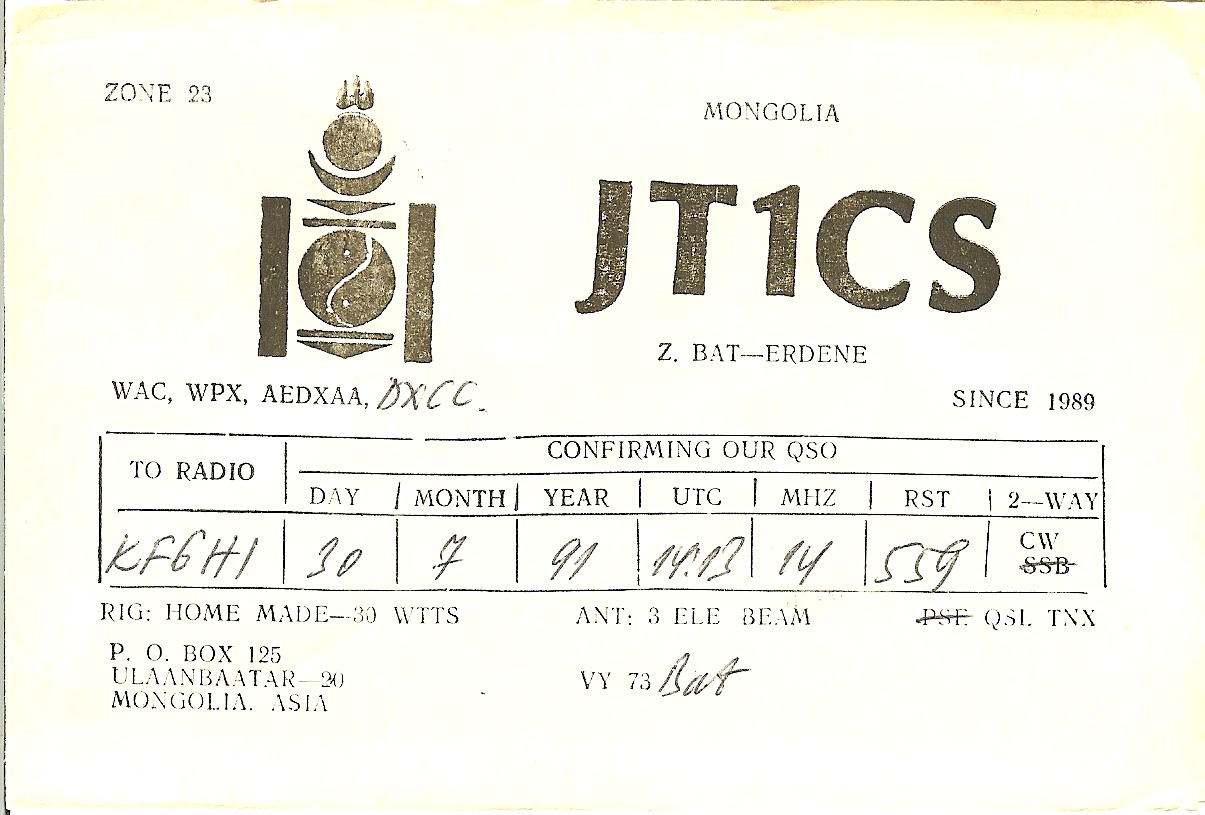 ZONE 23
MONGOLIA
JT1CS
Z. BAT—ERDENE
WAC, WPX, AEDXAA, DXCC.
SINCE 1989
TO RADIO
CONFIRMING OUR QSO
DAY MONTH YEAR UTC MHZ RST 2—WAY
KF6HI 30 7 91 14:13 14 559 CW
SSB
RIG: HOME MADE—30 WTTS ANT: 3 ELE BEAM PSE QSL TNX
P. O. BOX 125
ULAANBAATAR—20
MONGOLIA. ASIA
VY 73 Bat